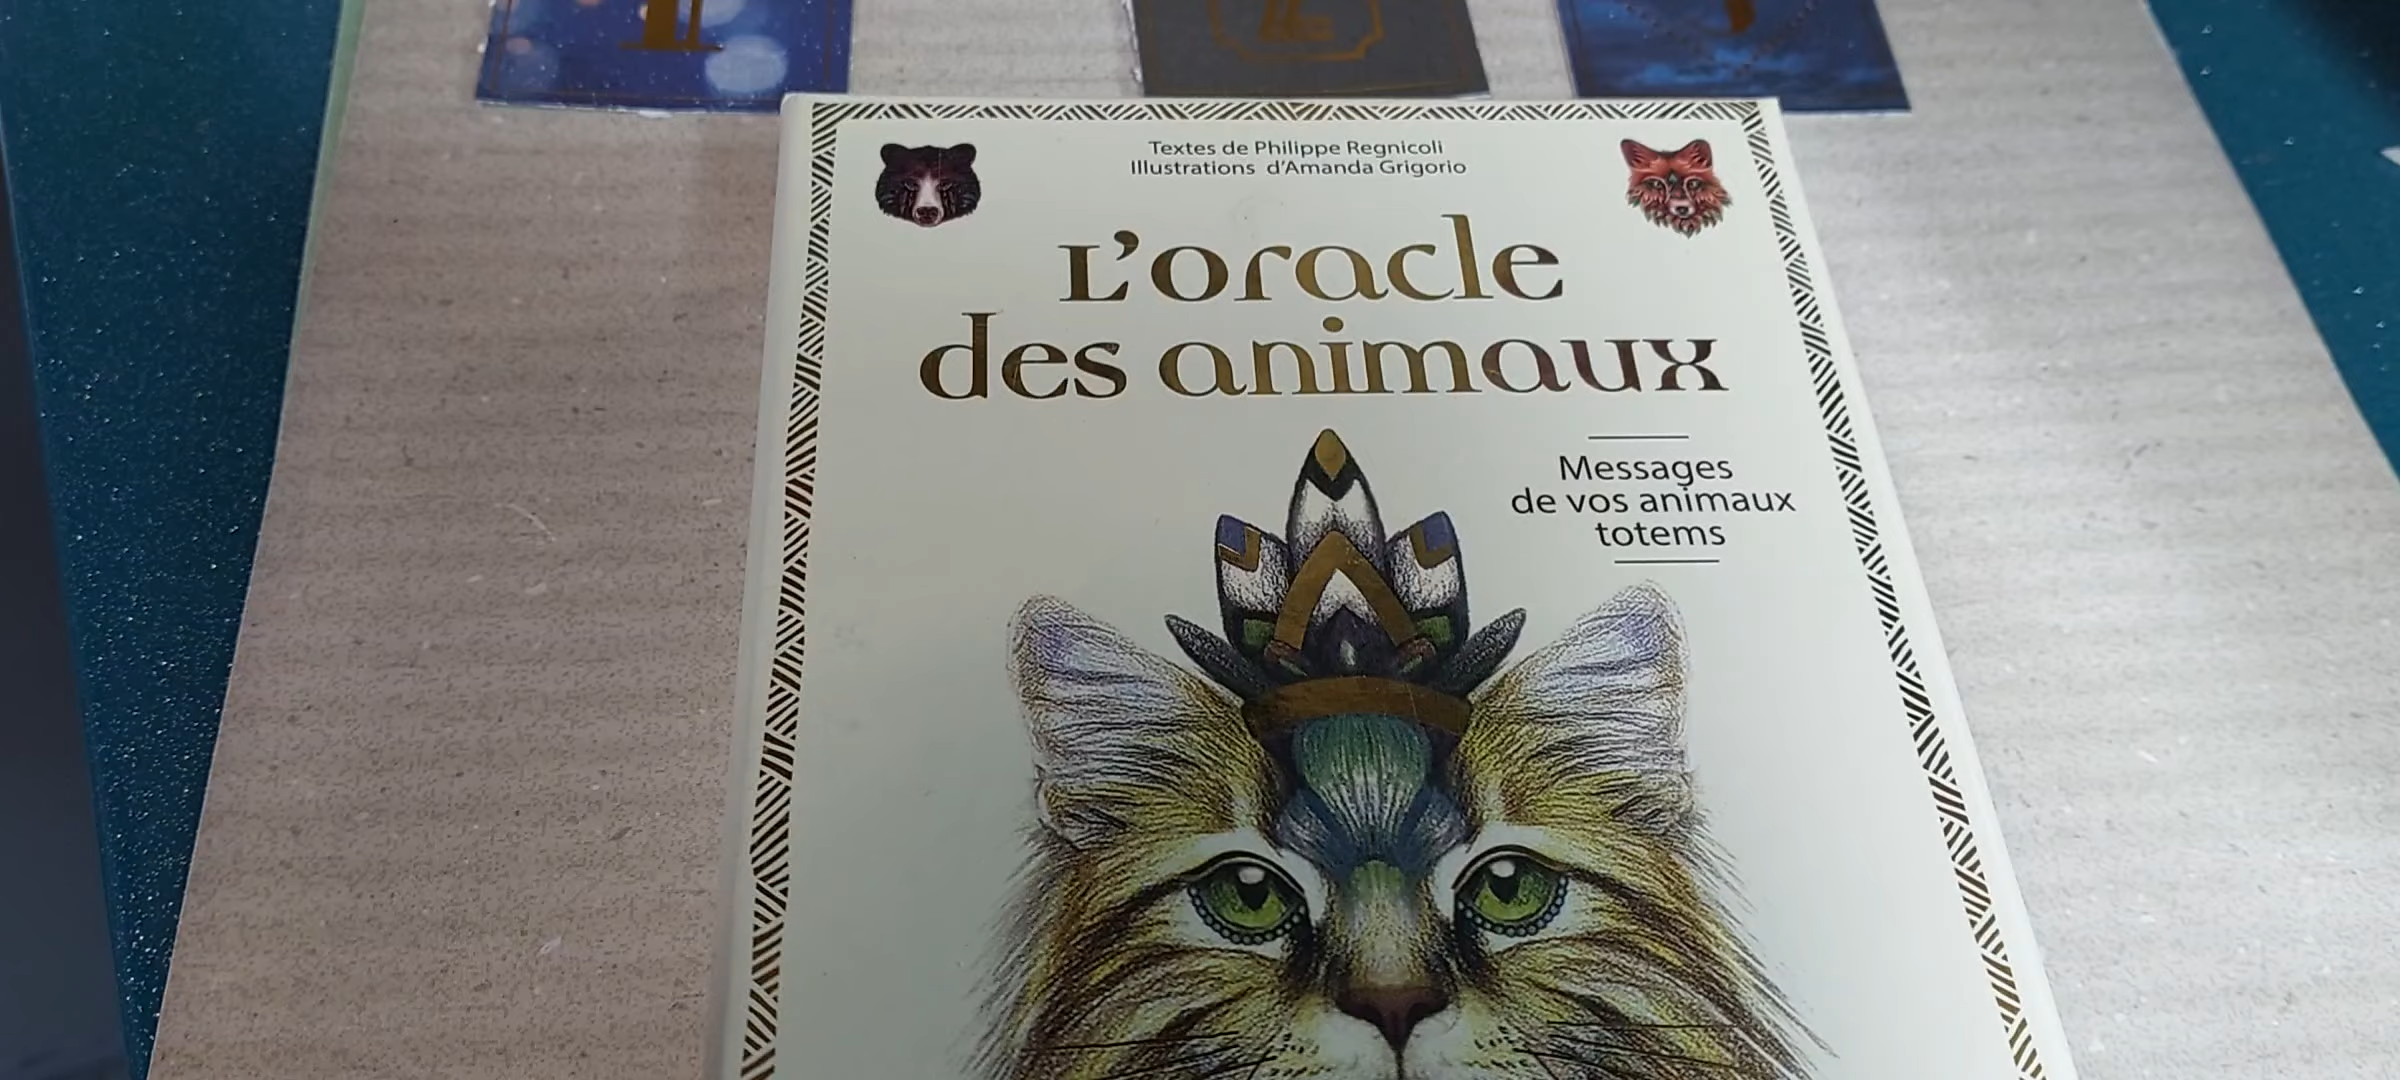 Textes de Philippe Regnicoli
Illustrations d'Amanda Grigorio
L'oracle
des animaux
Messages
de vos animaux
totems